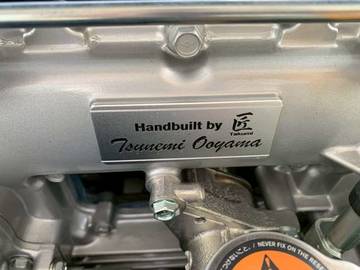 Handbuilt by 匠
Takumi
Tsunemi Ooyama
/ NEVER FIX ON THE